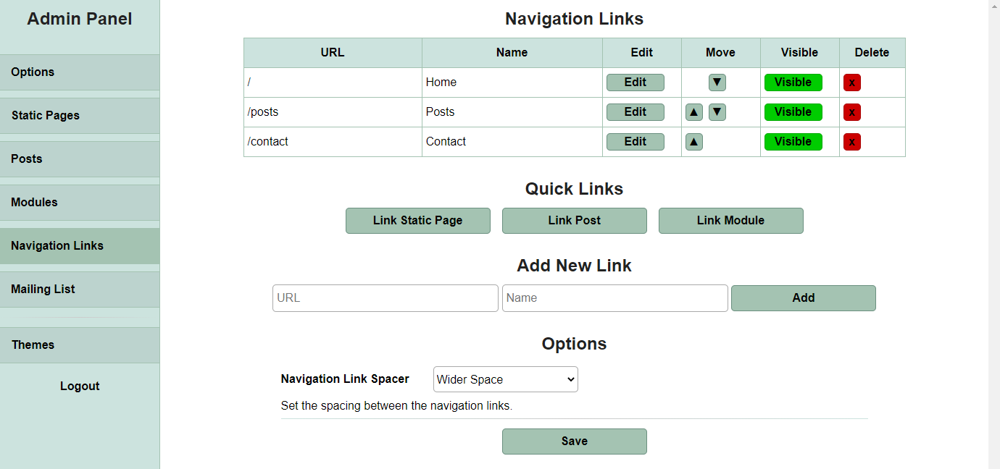 Admin Panel
Options
Static Pages
Posts
Modules
Navigation Links
Mailing List
Themes
Logout
Navigation Links
URL Name Edit Move Visible Delete
/ Home Edit ▼ Visible x
/posts Posts Edit ▲ ▼ Visible x
/contact Contact Edit ▲ Visible x
Quick Links
Link Static Page Link Post Link Module
Add New Link
URL Name Add
Options
Navigation Link Spacer Wider Space
Set the spacing between the navigation links.
Save